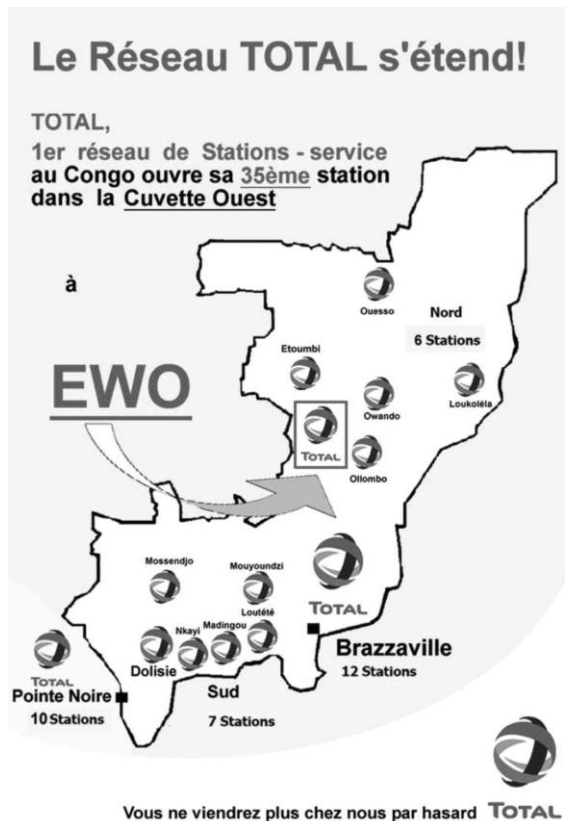 Le Réseau TOTAL s'étend!
TOTAL,
1er réseau de Stations - service
au Congo ouvre sa 35ème station
dans la Cuvette Ouest
à
EWO
Ouesso
Nord
6 Stations
Etoumbi
Loukoléla
Owando
TOTAL
Ollombo
Mossendjo
Mouyoundzi
Loutété
TOTAL
Nkayi
Madingou
Dolisie
Brazzaville
12 Stations
TOTAL
Pointe Noire
10 Stations
Sud
7 Stations
Vous ne viendrez plus chez nous par hasard
TOTAL